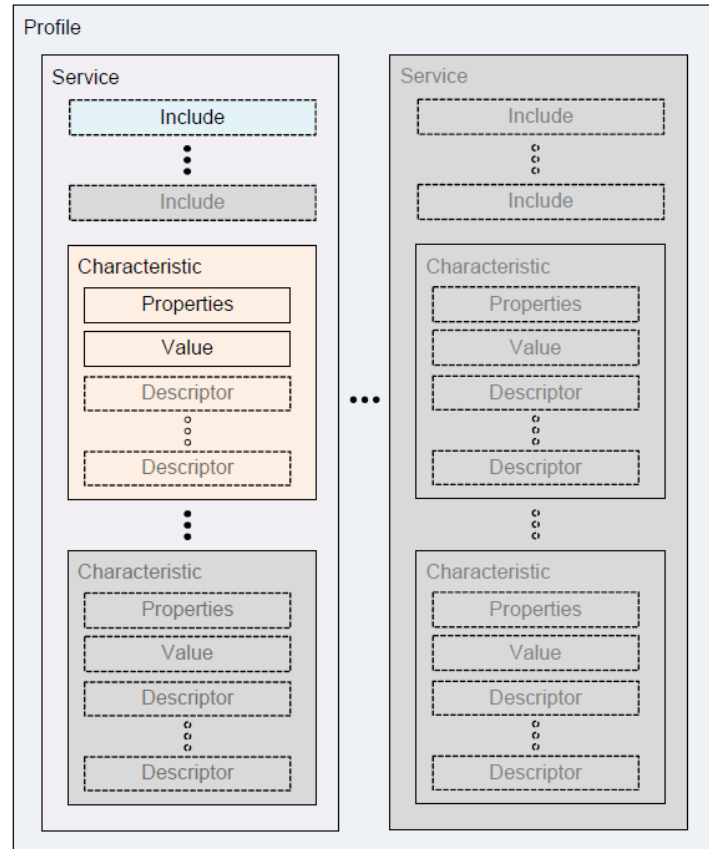 Profile
Service
Include
Include
Characteristic
Properties
Value
Descriptor
Descriptor
Characteristic
Properties
Value
Descriptor
Descriptor
Service
Include
Include
Characteristic
Properties
Value
Descriptor
Descriptor
Characteristic
Properties
Value
Descriptor
Descriptor